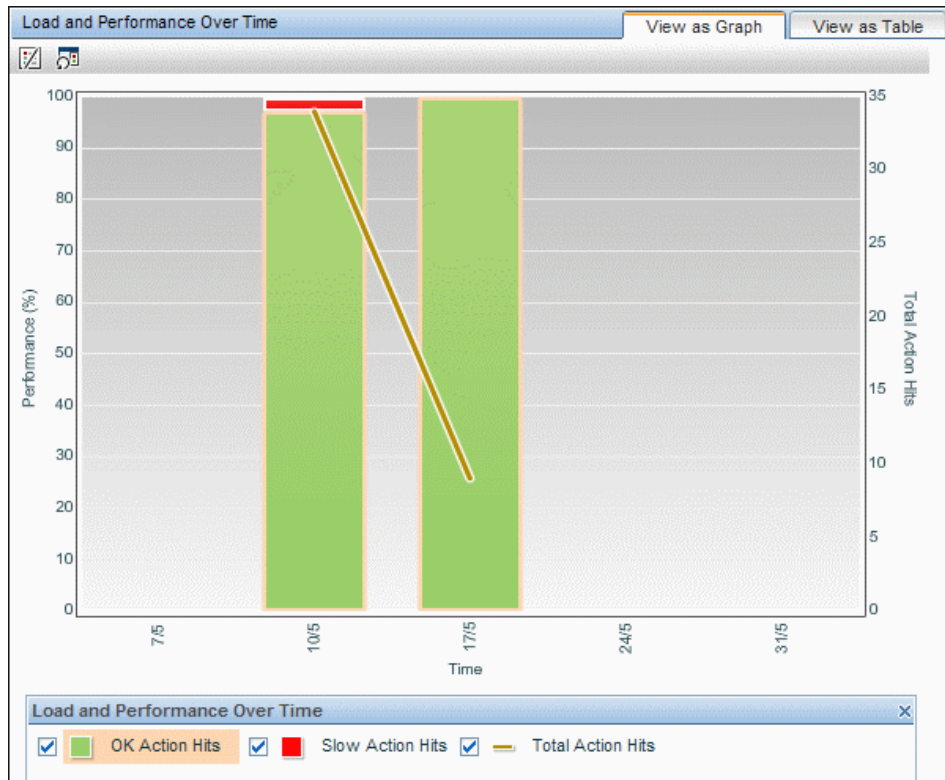 Load and Performance Over Time
View as Graph
View as Table
100
90
80
70
60
50
40
30
20
10
0
Performance (%)
35
30
25
20
15
10
5
0
Total Action Hits
7/5
10/5
17/5
24/5
31/5
Time
Load and Performance Over Time
OK Action Hits
Slow Action Hits
Total Action Hits